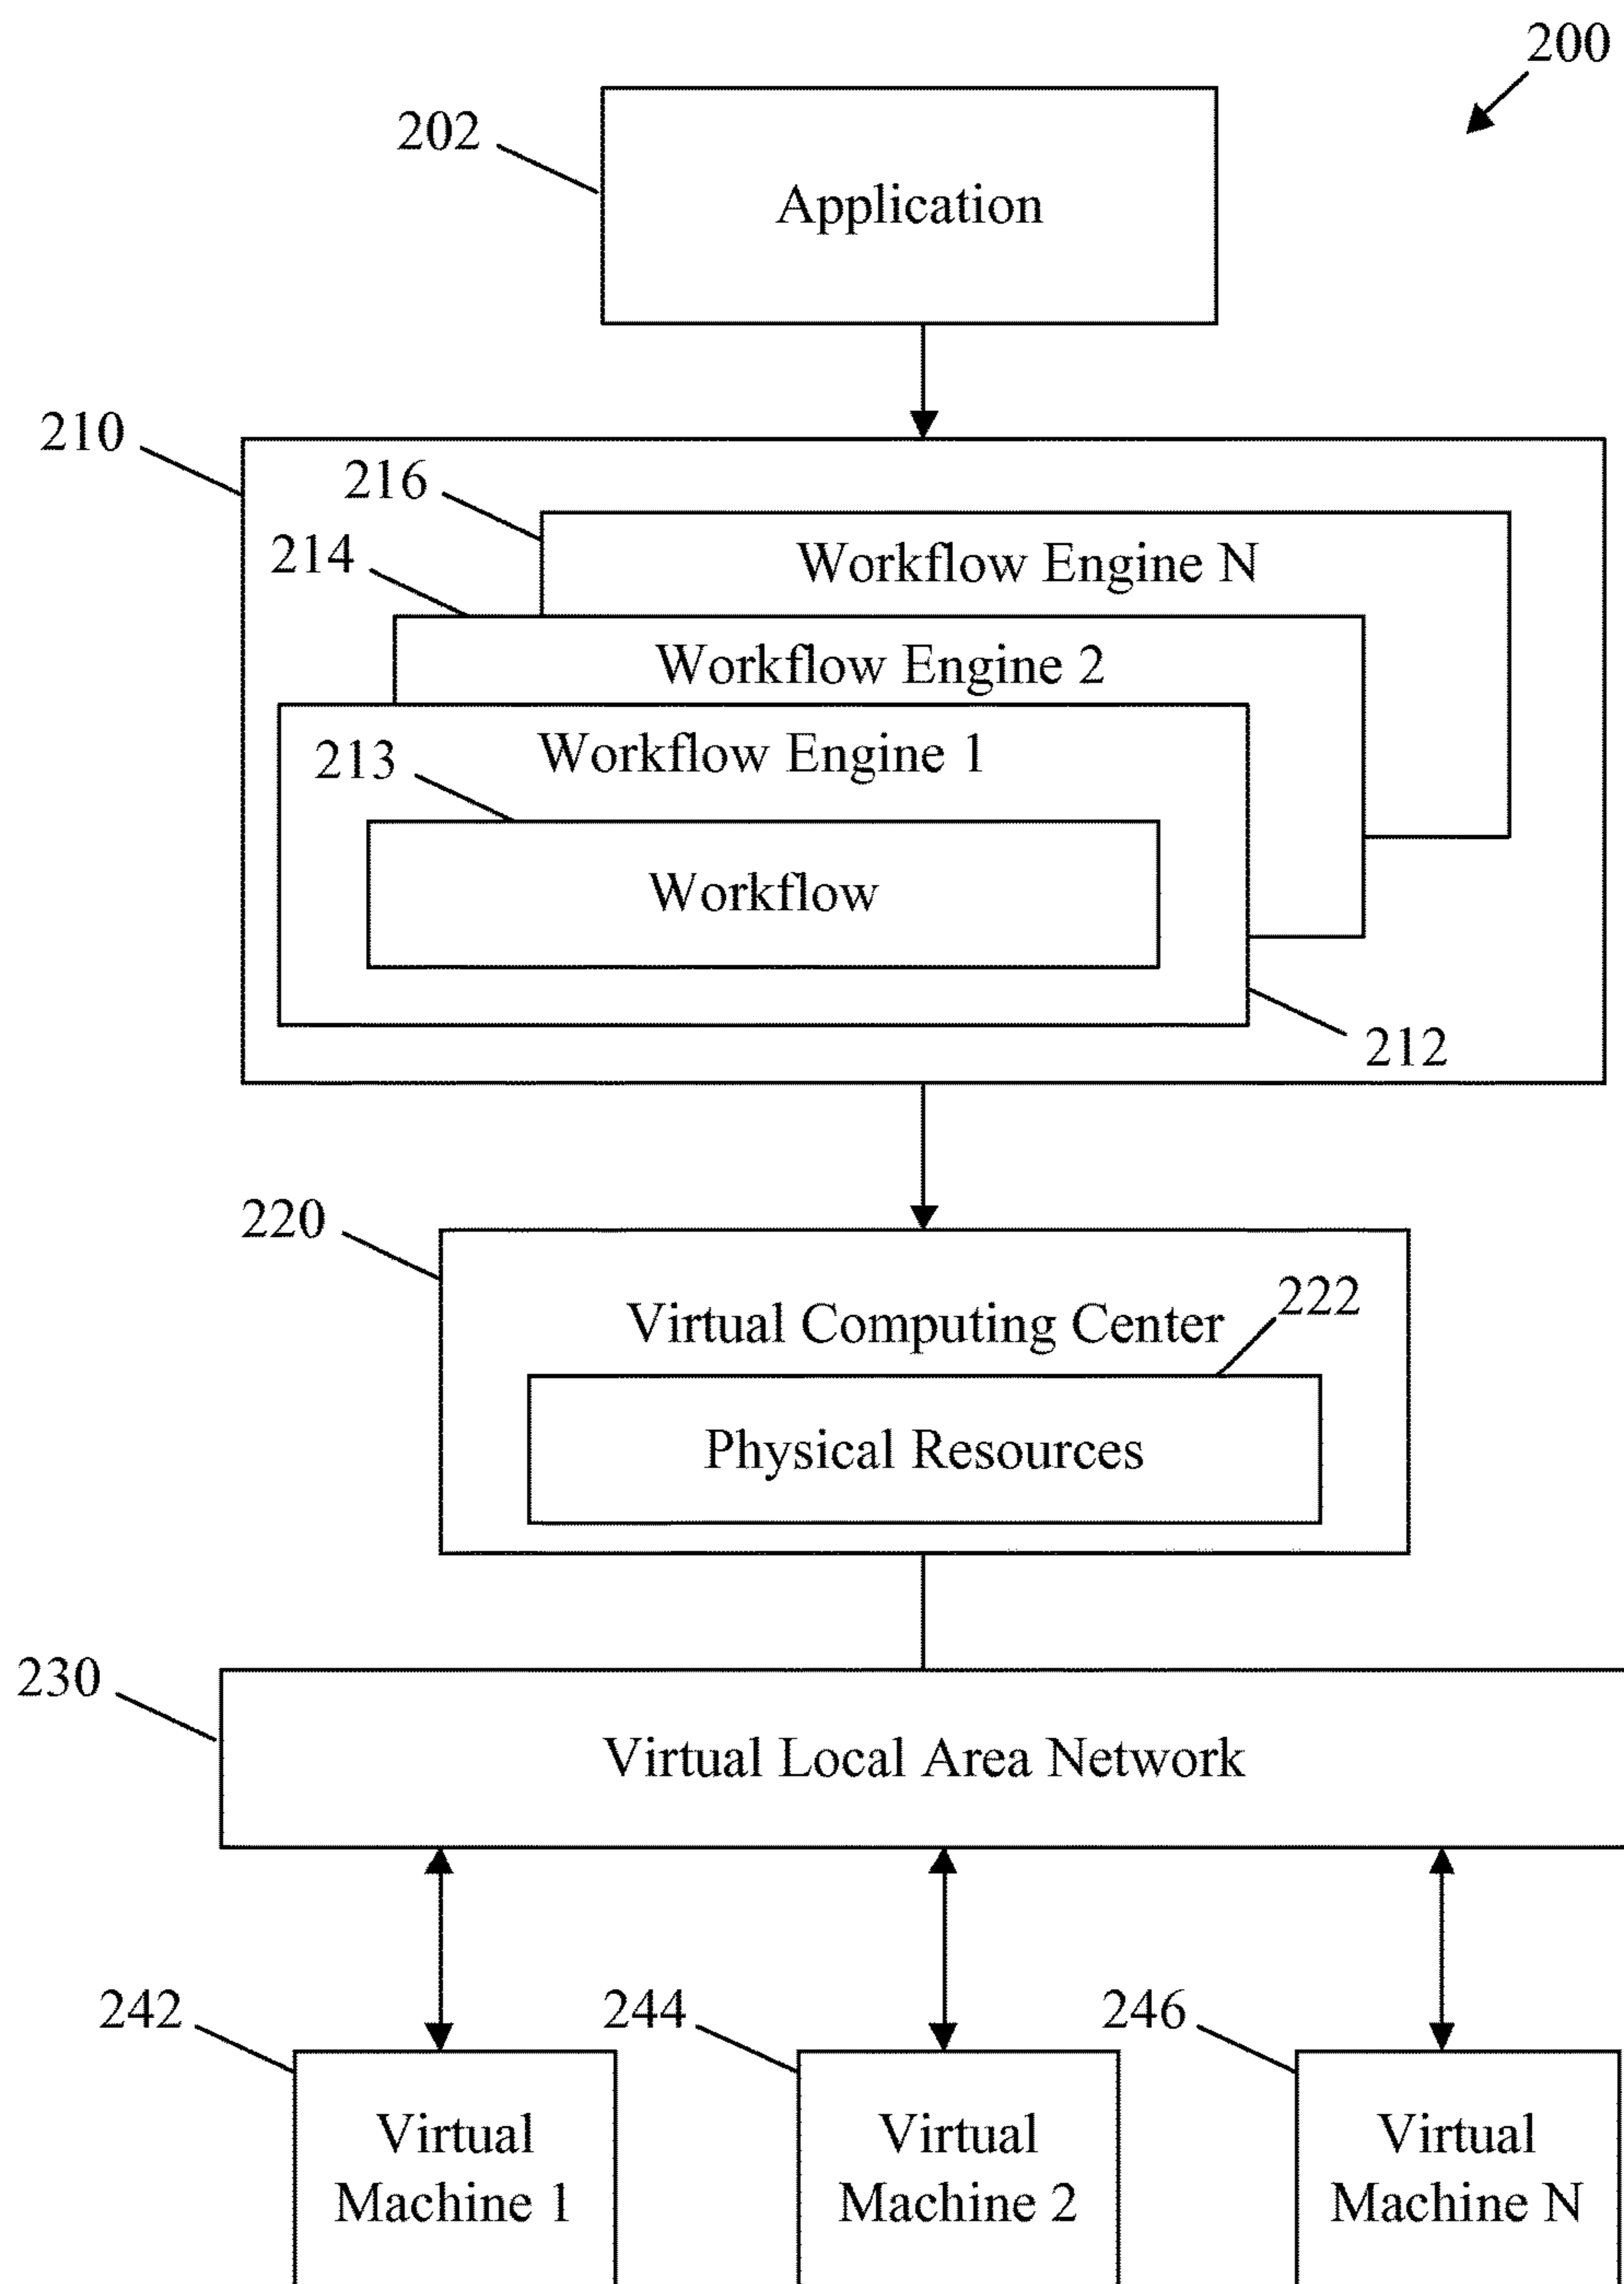 200
202
Application
210
216
Workflow Engine N
214
Workflow Engine 2
Workflow Engine 1
213
Workflow
212
220
Virtual Computing Center
222
Physical Resources
230
Virtual Local Area Network
242
244
246
Virtual
Machine 1
Virtual
Machine 2
Virtual
Machine N